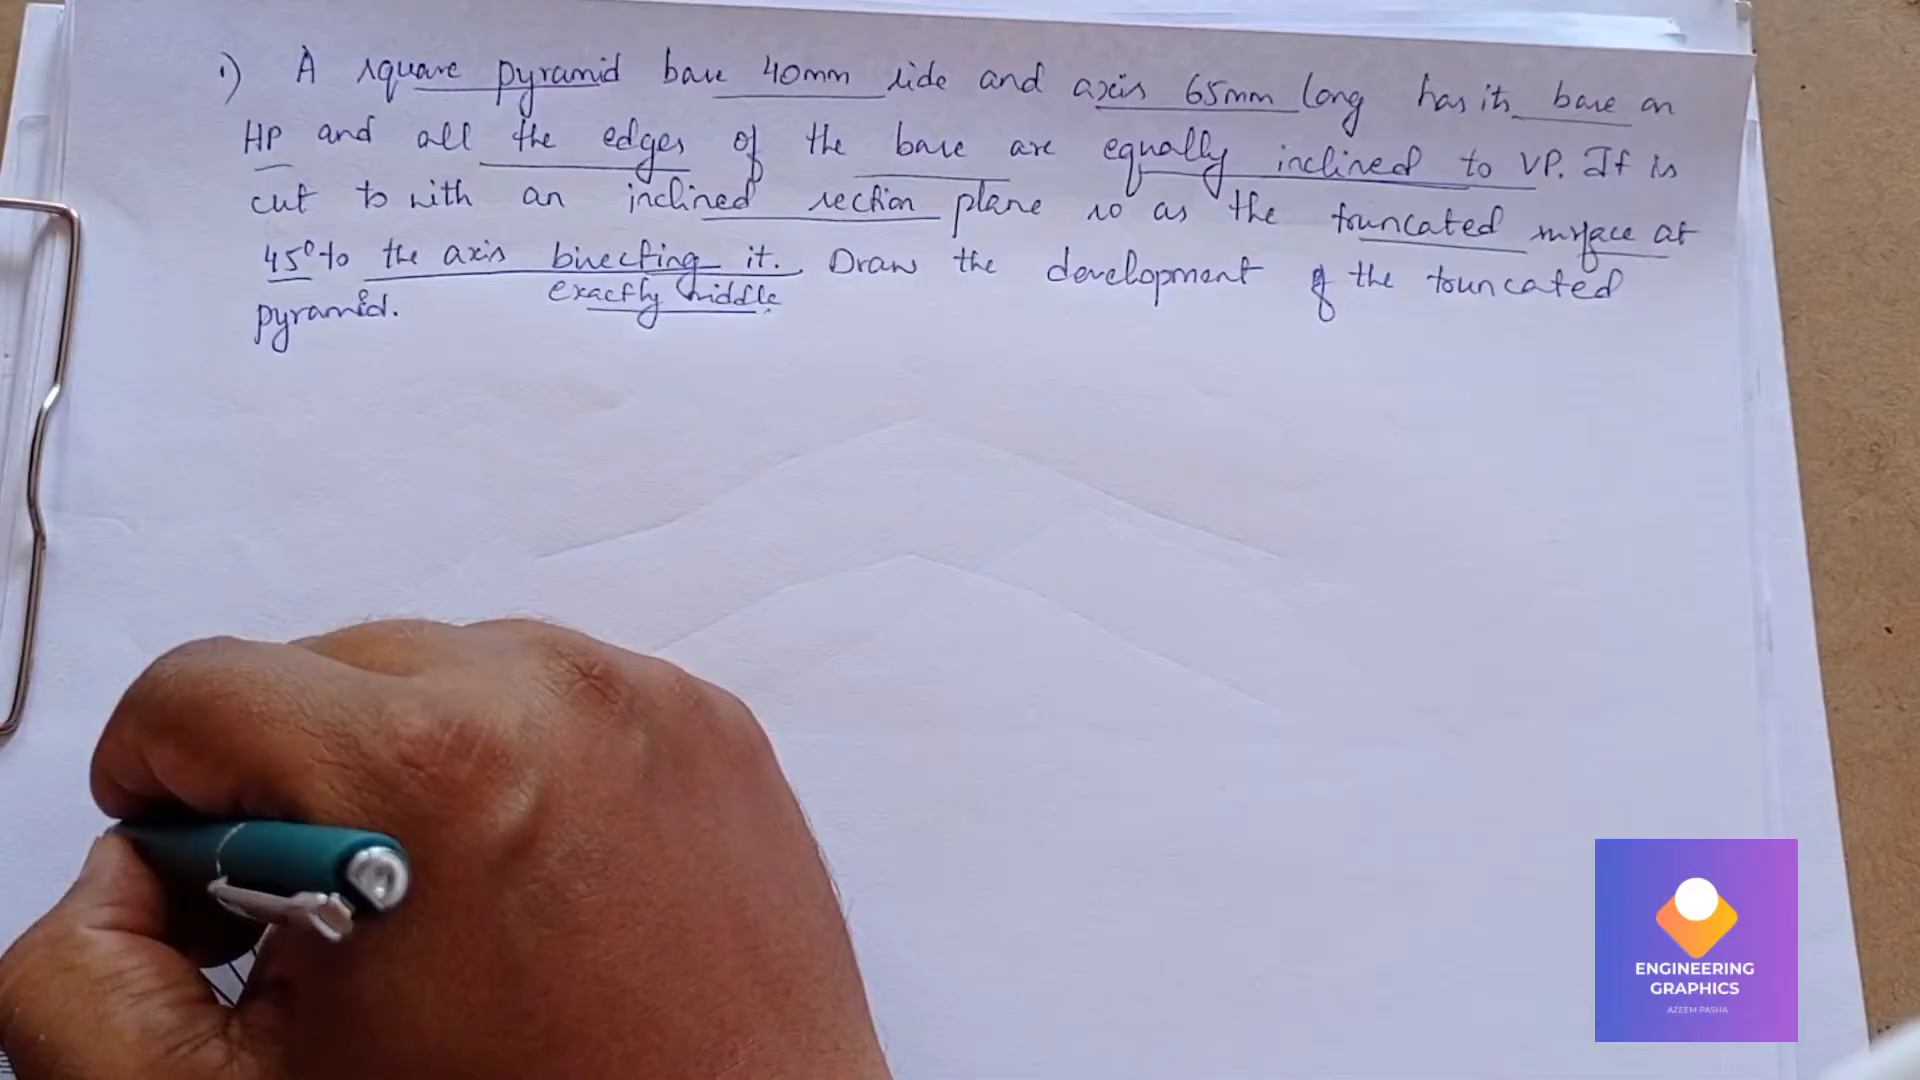 1) A square pyramid base 40mm side and axis 65mm long has its base on
HP and all the edges of the base are equally inclined to VP. It is
cut to with an inclined section plane so as the truncated surface at
45° to the axis bisecting it. Draw the development of the truncated
exactly middle
pyramid.
ENGINEERING
GRAPHICS
AZEEM PASHA